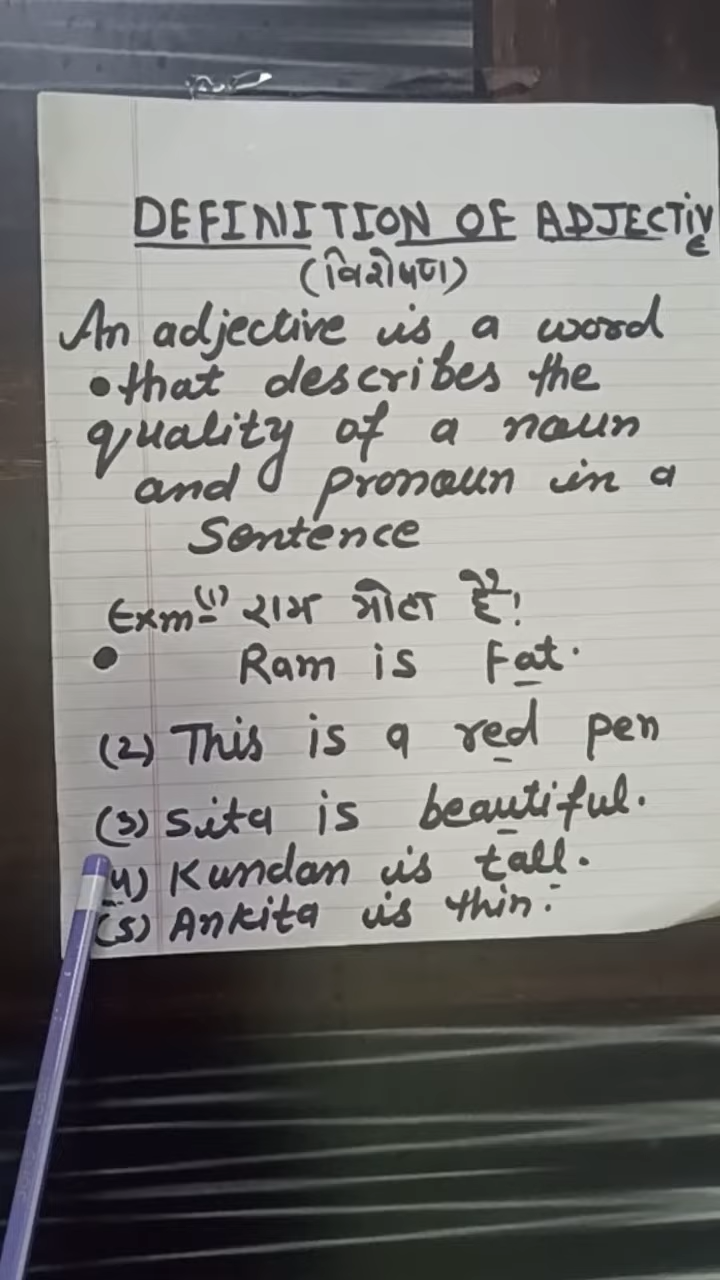 DEFINITION OF ADJECTIVE
(विशेषण)
An adjective is a word
• that describes the
quality of a noun
and pronoun in a
Sentence
Exm (1) राम मोटा है!
• Ram is Fat.
(2) This is a red pen
(3) Sita is beautiful.
(4) Kundan is tall.
(5) Ankita is thin.